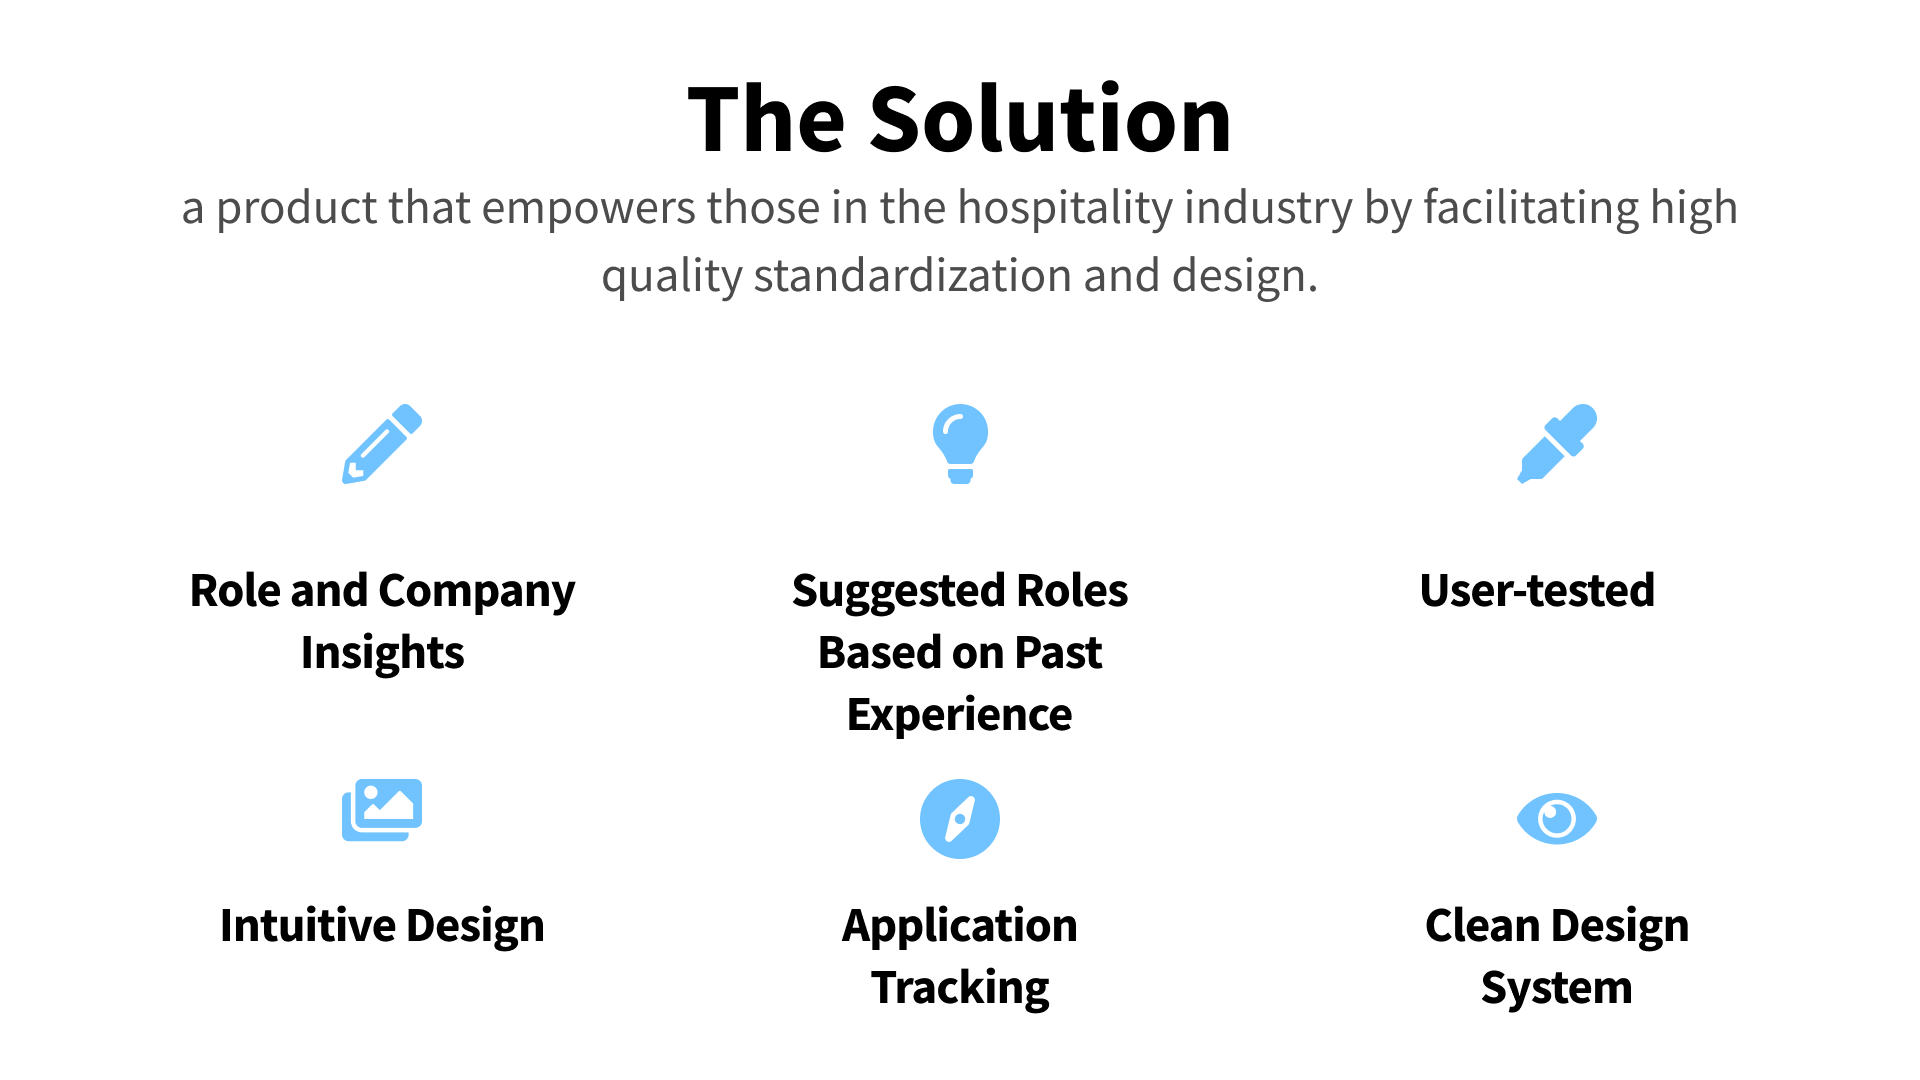 The Solution
a product that empowers those in the hospitality industry by facilitating high
quality standardization and design.
Role and Company
Insights
Suggested Roles
Based on Past
Experience
User-tested
Intuitive Design
Application
Tracking
Clean Design
System